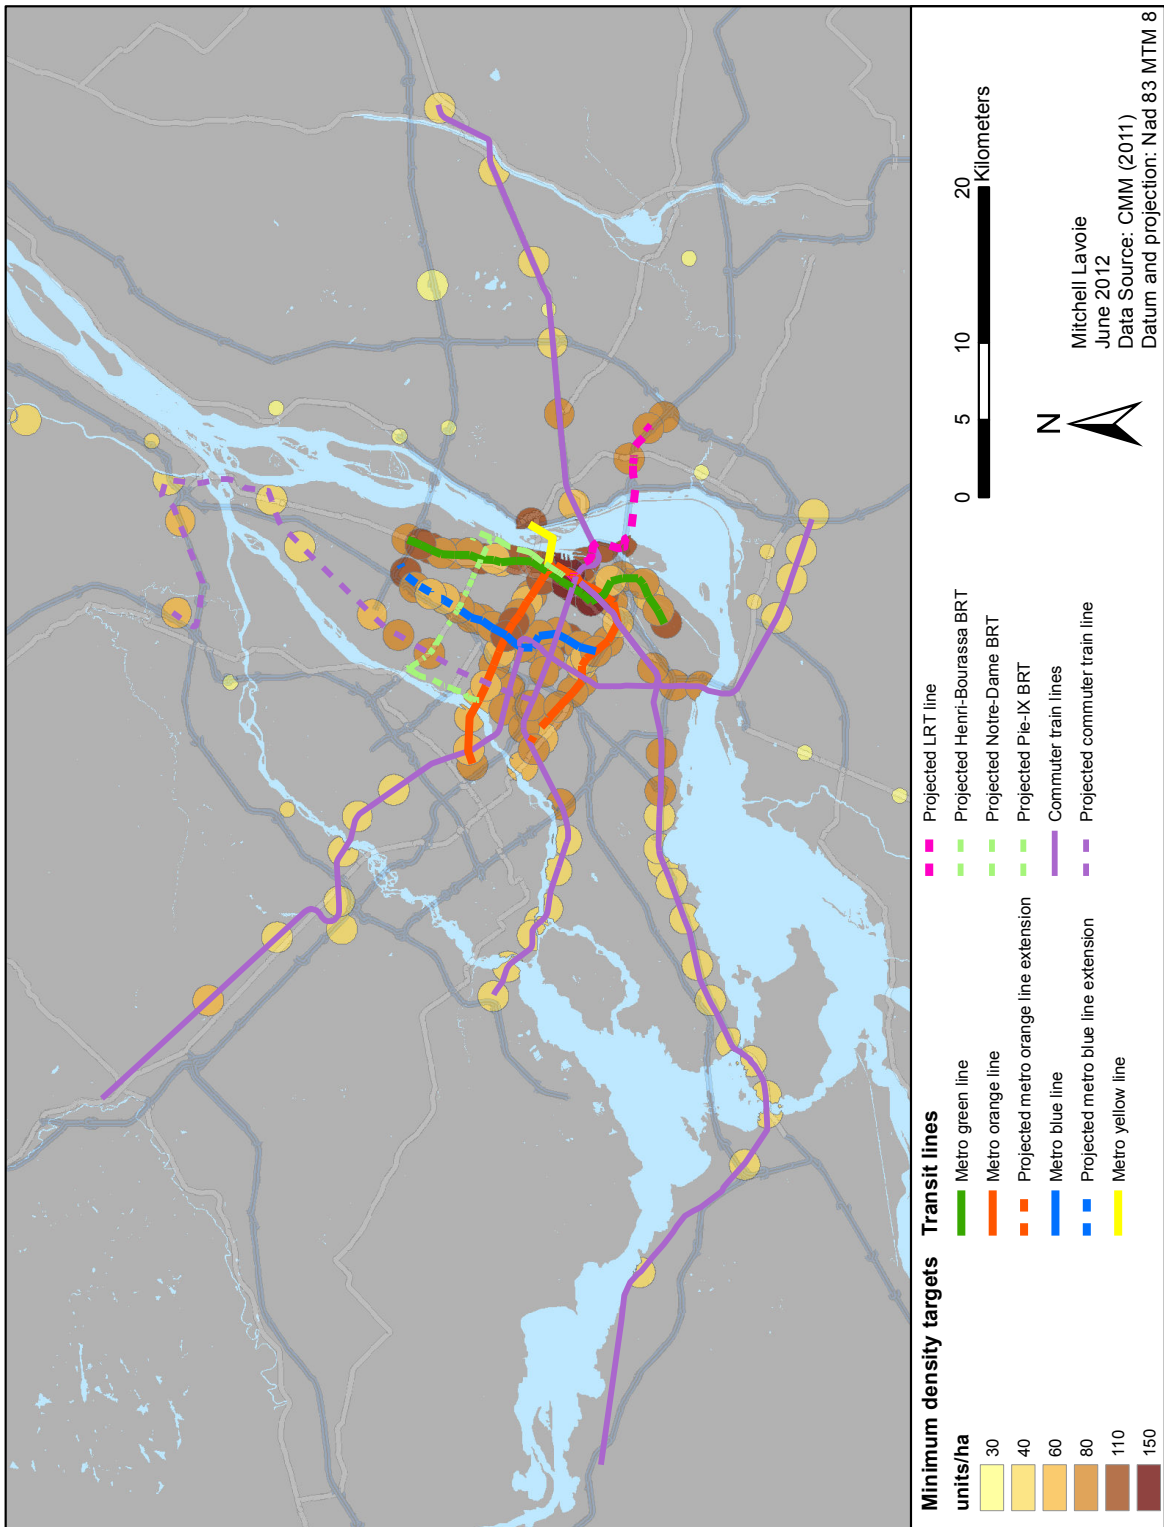 Minimum density targets
units/ha
30
40
60
80
110
150
Transit lines
Metro green line
Metro orange line
Projected metro orange line extension
Metro blue line
Projected metro blue line extension
Metro yellow line
Projected LRT line
Projected Henri-Bourassa BRT
Projected Notre-Dame BRT
Projected Pie-IX BRT
Commuter train lines
Projected commuter train line
0 5 10 20
Kilometers
N
Mitchell Lavoie
June 2012
Data Source: CMM (2011)
Datum and projection: Nad 83 MTM 8